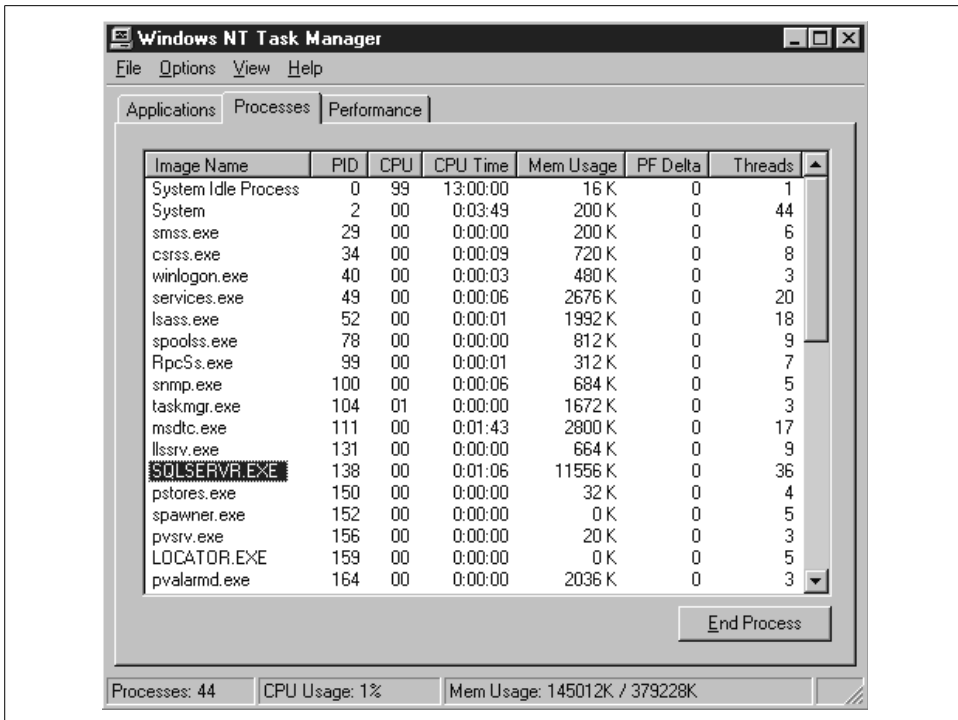 Windows NT Task Manager
File Options View Help
Applications Processes Performance
Image Name PID CPU CPU Time Mem Usage PF Delta Threads
System Idle Process 0 99 13:00:00 16 K 0 1
System 2 00 0:03:49 200 K 0 44
smss.exe 29 00 0:00:00 200 K 0 6
csrss.exe 34 00 0:00:09 720 K 0 8
winlogon.exe 40 00 0:00:03 480 K 0 3
services.exe 49 00 0:00:06 2676 K 0 20
lsass.exe 52 00 0:00:01 1992 K 0 18
spoolss.exe 78 00 0:00:00 812 K 0 9
RpcSs.exe 99 00 0:00:01 312 K 0 7
snmp.exe 100 00 0:00:06 684 K 0 5
taskmgr.exe 104 01 0:00:00 1672 K 0 3
msdtc.exe 111 00 0:01:43 2800 K 0 17
llssrv.exe 131 00 0:00:00 664 K 0 9
SQLSERVR.EXE 138 00 0:01:06 11556 K 0 36
pstores.exe 150 00 0:00:00 32 K 0 4
spawner.exe 152 00 0:00:00 0 K 0 5
pvsrv.exe 156 00 0:00:00 20 K 0 3
LOCATOR.EXE 159 00 0:00:00 0 K 0 5
pvalarmd.exe 164 00 0:00:00 2036 K 0 3
End Process
Processes: 44 CPU Usage: 1% Mem Usage: 145012K / 379228K